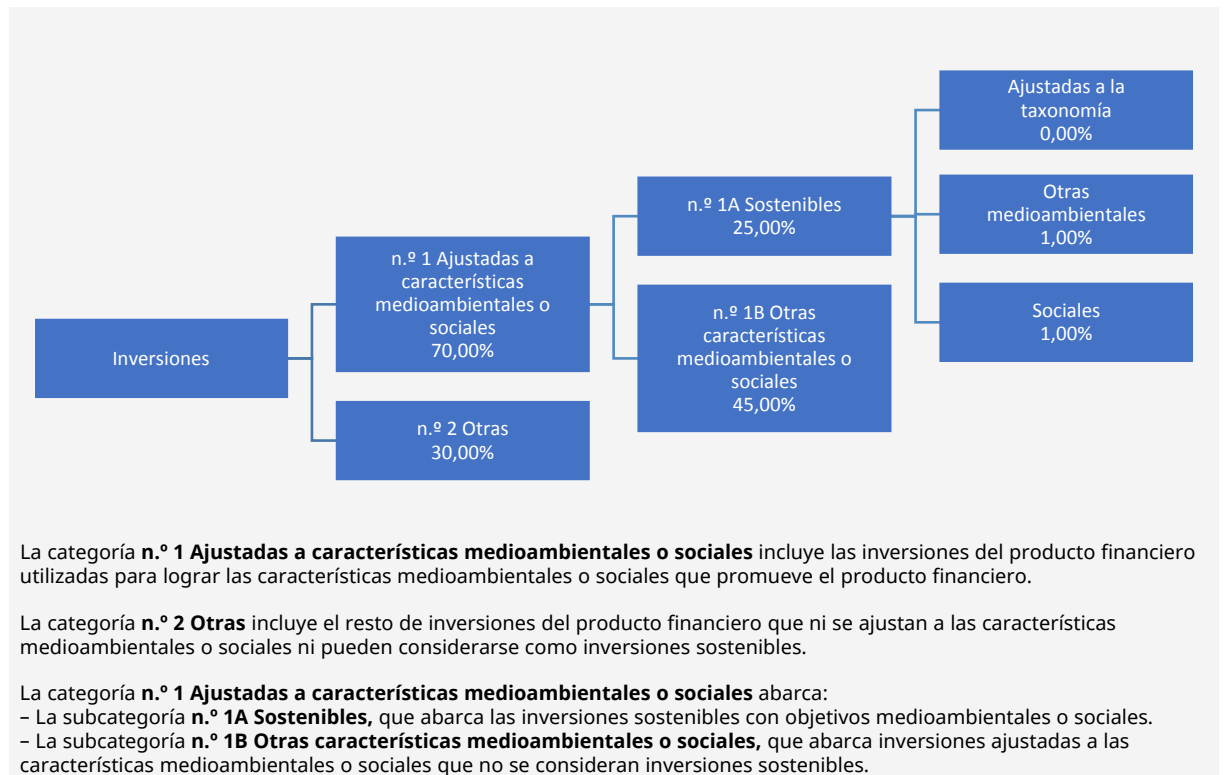 Inversiones
n.º 1 Ajustadas a
características
medioambientales o
sociales
70,00%
n.º 2 Otras
30,00%
n.º 1A Sostenibles
25,00%
n.º 1B Otras
características
medioambientales o
sociales
45,00%
Ajustadas a la
taxonomía
0,00%
Otras
medioambientales
1,00%
Sociales
1,00%
La categoría n.º 1 Ajustadas a características medioambientales o sociales incluye las inversiones del producto financiero
utilizadas para lograr las características medioambientales o sociales que promueve el producto financiero.
La categoría n.º 2 Otras incluye el resto de inversiones del producto financiero que ni se ajustan a las características
medioambientales o sociales ni pueden considerarse como inversiones sostenibles.
La categoría n.º 1 Ajustadas a características medioambientales o sociales abarca:
– La subcategoría n.º 1A Sostenibles, que abarca las inversiones sostenibles con objetivos medioambientales o sociales.
– La subcategoría n.º 1B Otras características medioambientales o sociales, que abarca inversiones ajustadas a las
características medioambientales o sociales que no se consideran inversiones sostenibles.